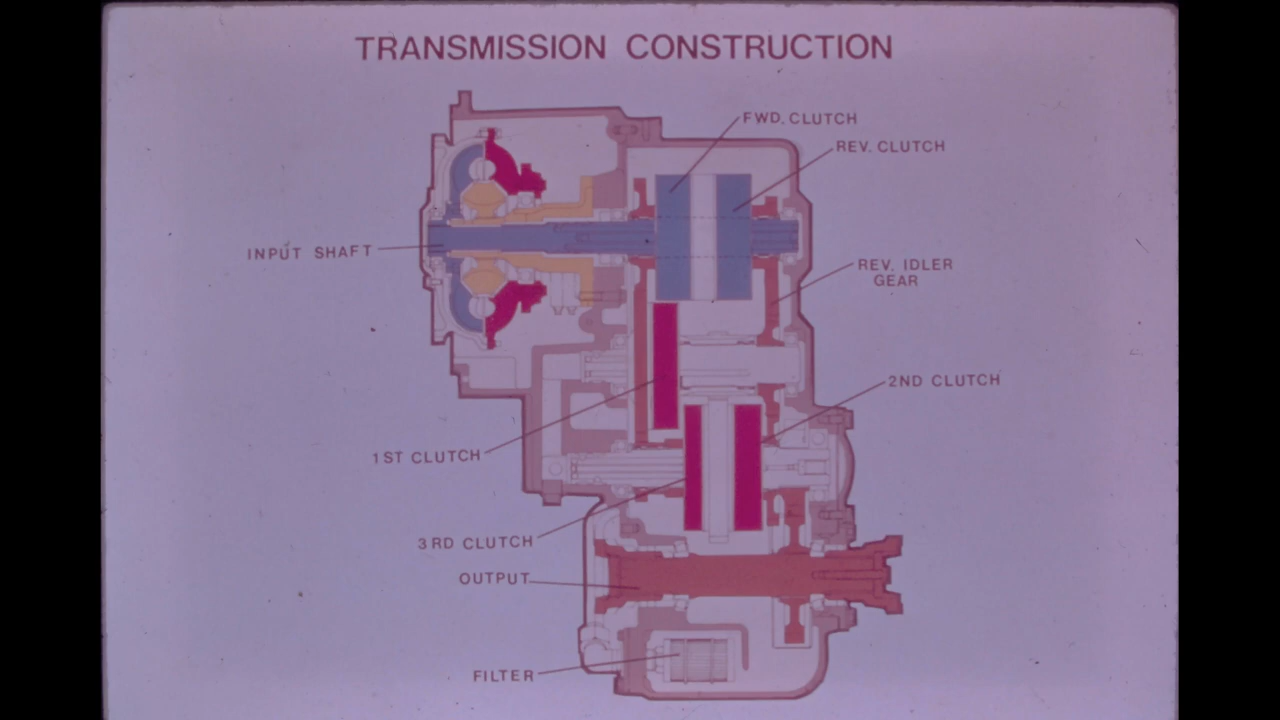 TRANSMISSION CONSTRUCTION
FWD. CLUTCH
REV. CLUTCH
INPUT SHAFT
REV. IDLER
GEAR
2ND CLUTCH
1ST CLUTCH
3RD CLUTCH
OUTPUT
FILTER